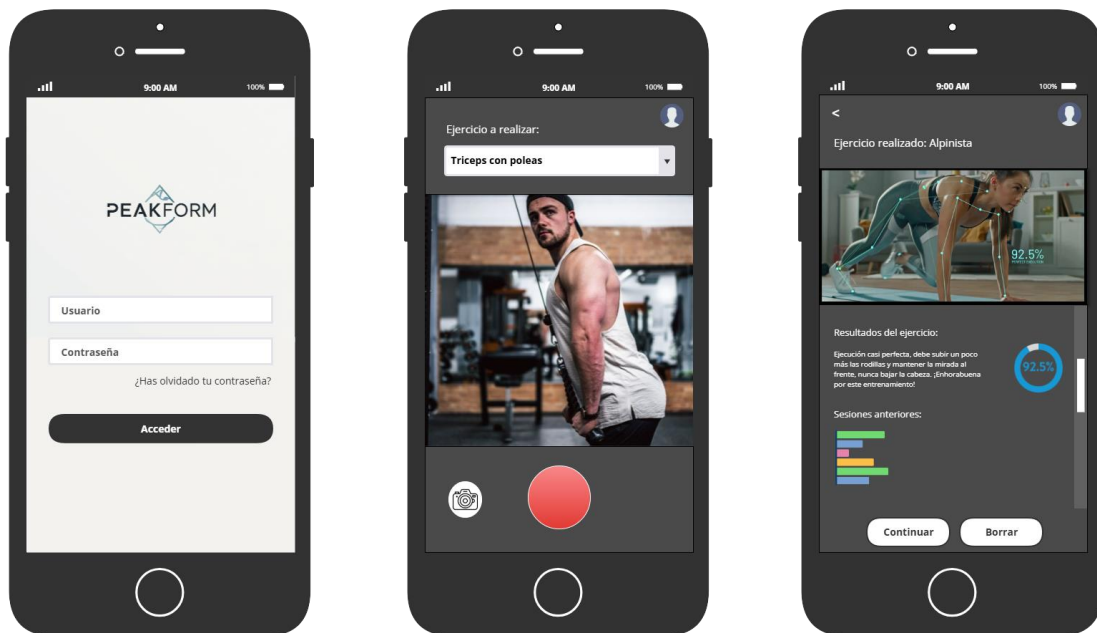 9:00 AM
100%
PEAKFORM
Usuario
Contraseña
¿Has olvidado tu contraseña?
Acceder
9:00 AM
100%
Ejercicio a realizar:
Triceps con poleas
9:00 AM
100%
<
Ejercicio realizado: Alpinista
92.5%
Resultados del ejercicio:
Ejecución casi perfecta, debe subir un poco
más las rodillas y mantener la mirada al
frente, nunca bajar la cabeza. ¡Enhorabuena
por este entrenamiento!
92.5%
Sesiones anteriores:
Continuar
Borrar